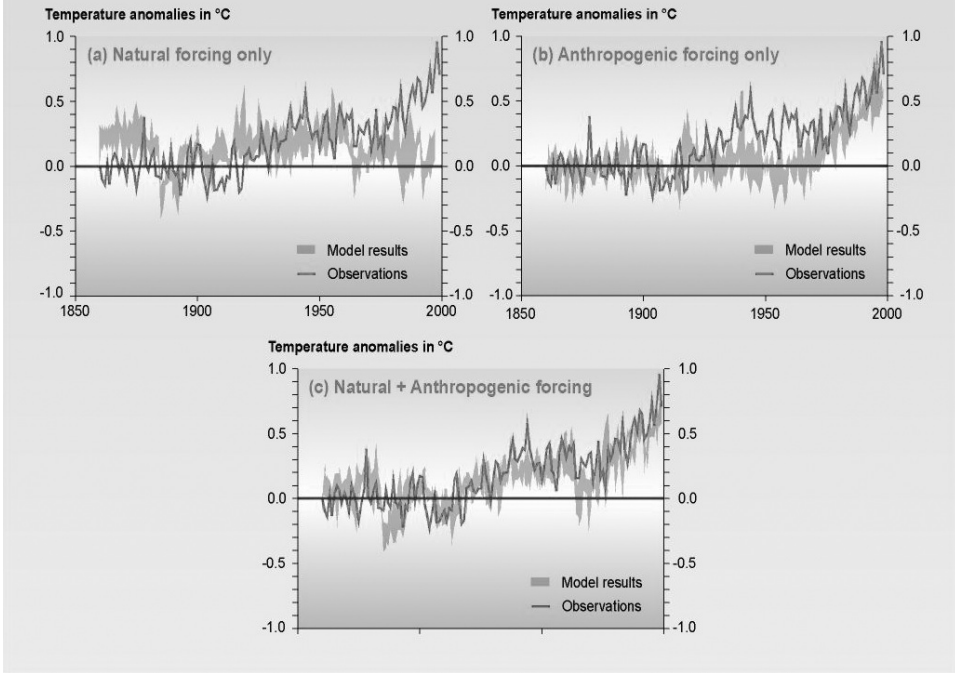 Temperature anomalies in °C
1.0 1.0
(a) Natural forcing only
0.5 0.5
0.0 0.0
-0.5 -0.5
Model results
Observations
-1.0 -1.0
1850 1900 1950 2000
Temperature anomalies in °C
1.0 1.0
(b) Anthropogenic forcing only
0.5 0.5
0.0 0.0
-0.5 -0.5
Model results
Observations
-1.0 -1.0
1850 1900 1950 2000
Temperature anomalies in °C
1.0 1.0
(c) Natural + Anthropogenic forcing
0.5 0.5
0.0 0.0
-0.5 -0.5
Model results
Observations
-1.0 -1.0